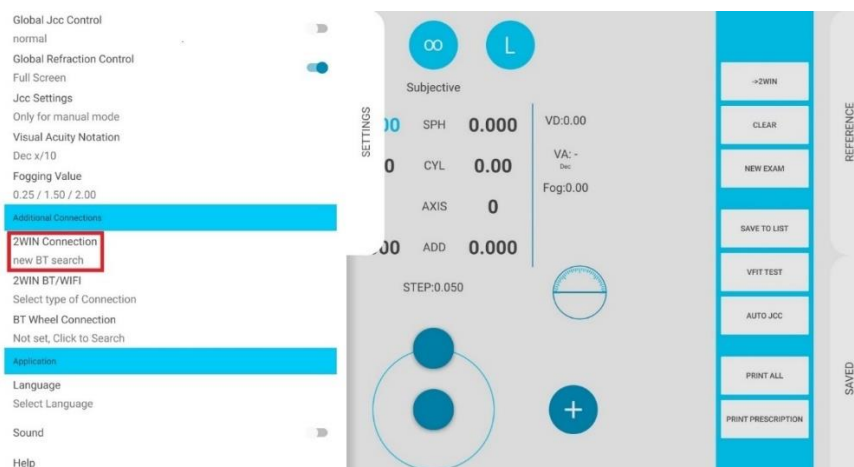 Global Jcc Control
normal
Global Refraction Control
Full Screen
Jcc Settings
Only for manual mode
Visual Acuity Notation
Dec x/10
Fogging Value
0.25 / 1.50 / 2.00
Additional Connections
2WIN Connection
new BT search
2WIN BT/WIFI
Select type of Connection
BT Wheel Connection
Not set, Click to Search
Application
Language
Select Language
Sound
Help
SETTINGS
∞ L
Subjective
00 SPH 0.000
0 CYL 0.00
AXIS 0
00 ADD 0.000
STEP:0.050
VD:0.00
VA: -
Dec
Fog:0.00
+
→2WIN
CLEAR
NEW EXAM
SAVE TO LIST
VFIT TEST
AUTO JCC
PRINT ALL
PRINT PRESCRIPTION
REFERENCE
SAVED